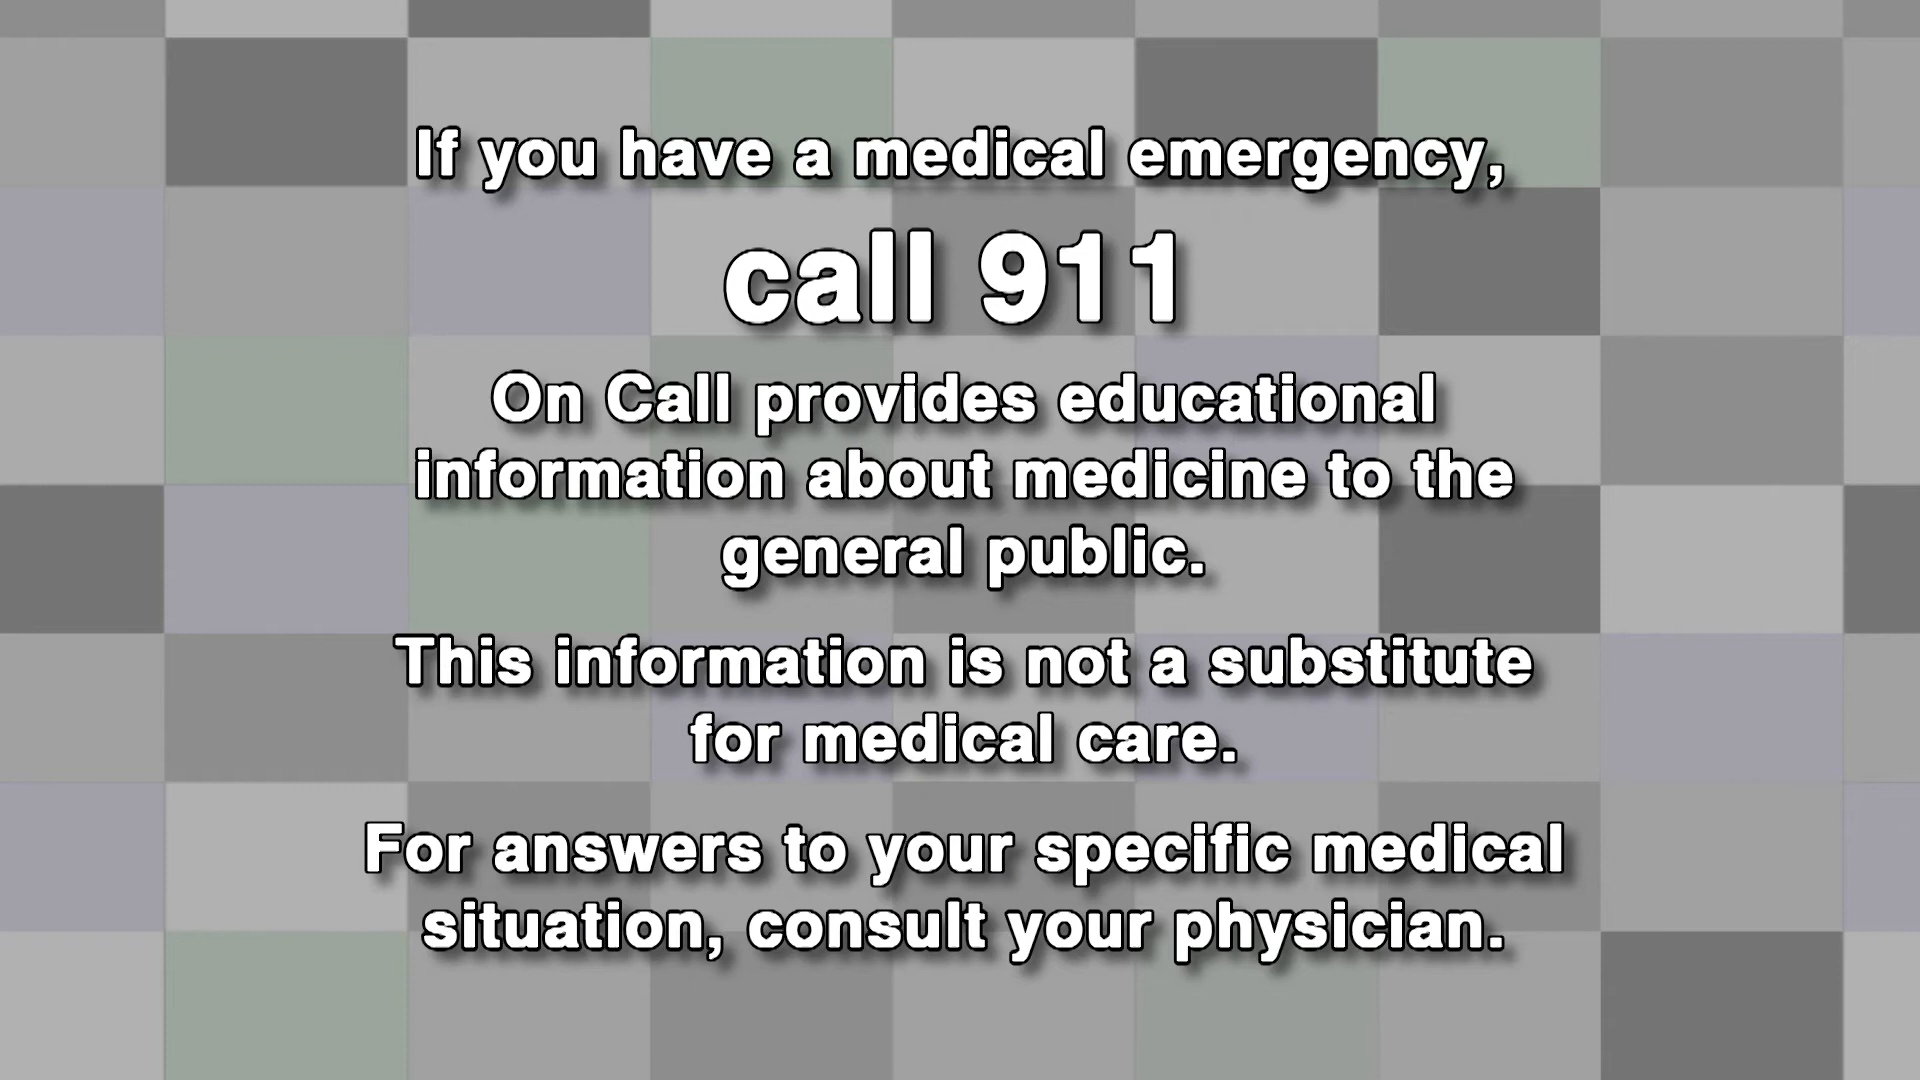 If you have a medical emergency,
call 911
On Call provides educational
information about medicine to the
general public.
This information is not a substitute
for medical care.
For answers to your specific medical
situation, consult your physician.